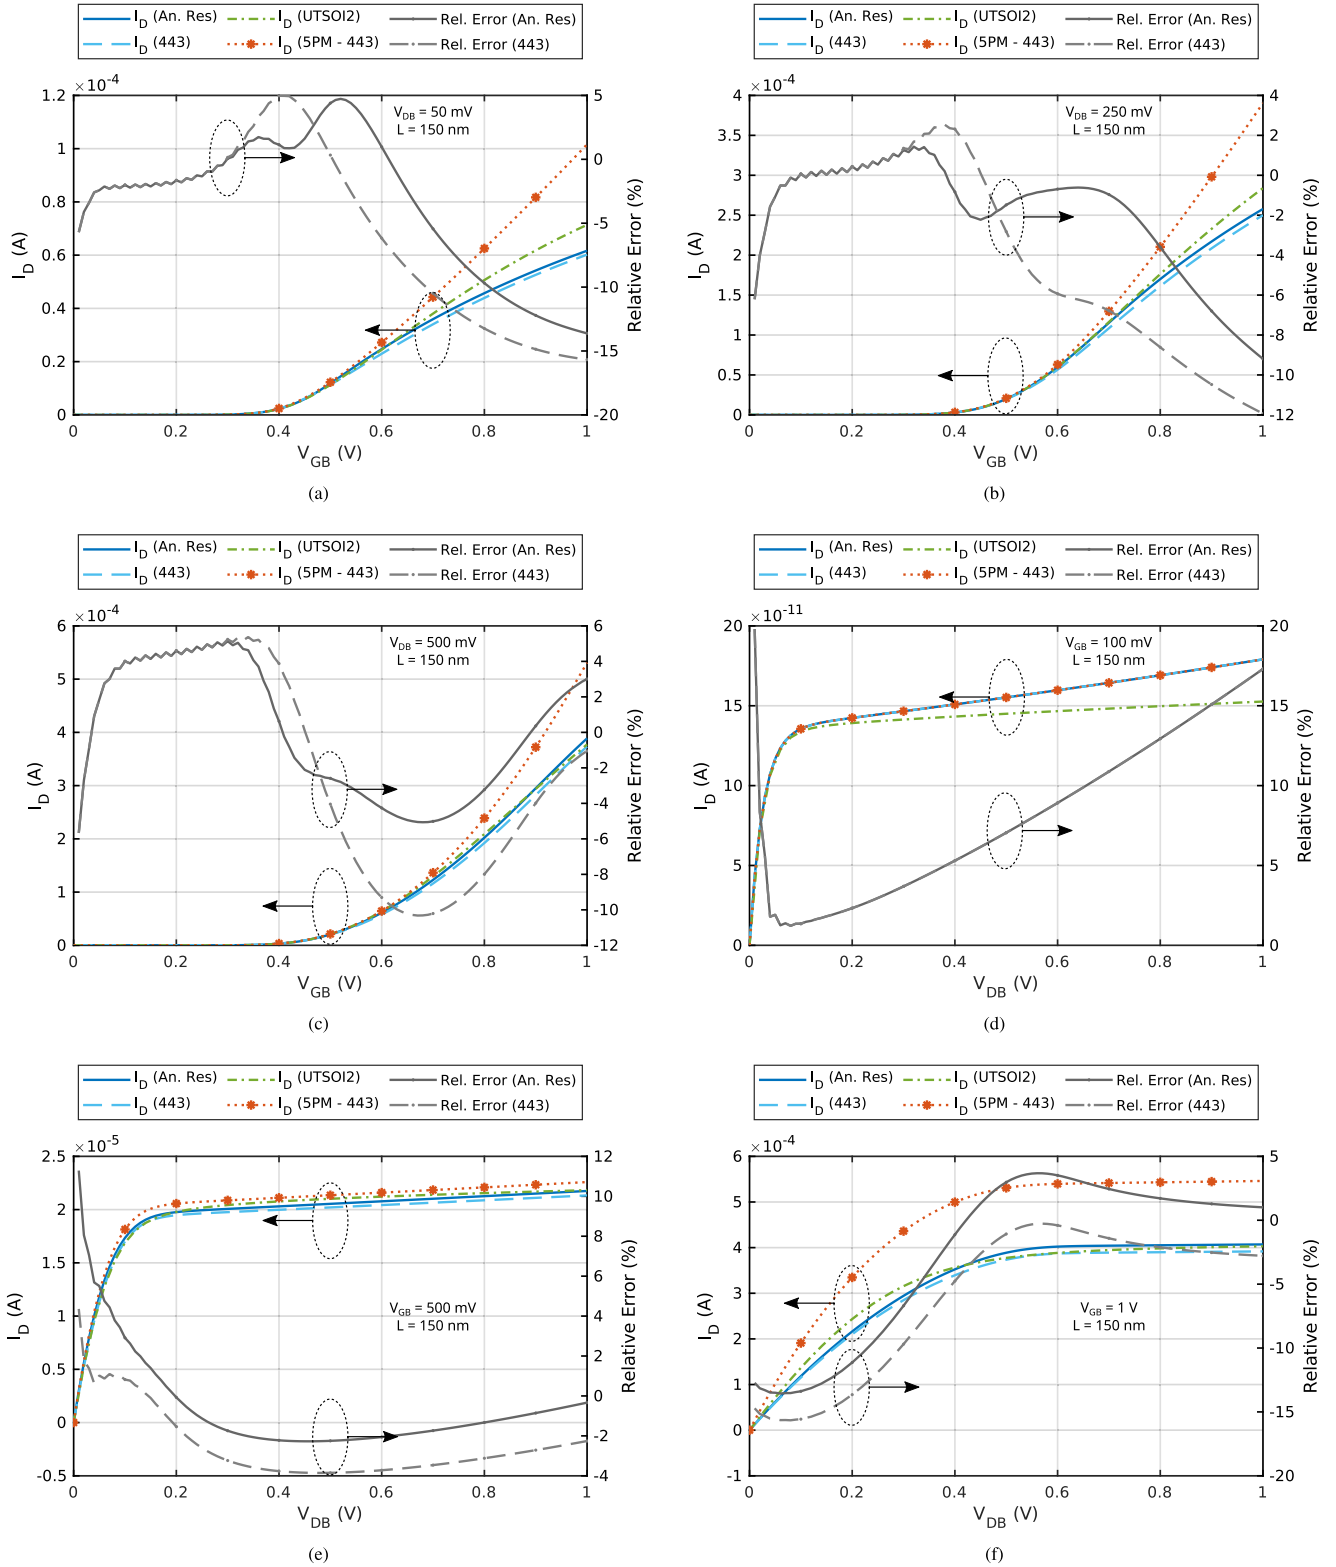 I_D (An. Res) I_D (UTSOI2) Rel. Error (An. Res)
I_D (443) I_D (5PM - 443) Rel. Error (443)
×10^-4
1.2
1
0.8
0.6
0.4
0.2
0
I_D (A)
V_DB = 50 mV
L = 150 nm
5
0
-5
-10
-15
-20
Relative Error (%)
0 0.2 0.4 0.6 0.8 1
V_GB (V)
(a)
I_D (An. Res) I_D (UTSOI2) Rel. Error (An. Res)
I_D (443) I_D (5PM - 443) Rel. Error (443)
×10^-4
4
3.5
3
2.5
2
1.5
1
0.5
0
I_D (A)
V_DB = 250 mV
L = 150 nm
4
2
0
-2
-4
-6
-8
-10
-12
Relative Error (%)
0 0.2 0.4 0.6 0.8 1
V_GB (V)
(b)
I_D (An. Res) I_D (UTSOI2) Rel. Error (An. Res)
I_D (443) I_D (5PM - 443) Rel. Error (443)
×10^-4
6
5
4
3
2
1
0
I_D (A)
V_DB = 500 mV
L = 150 nm
6
4
2
0
-2
-4
-6
-8
-10
-12
Relative Error (%)
0 0.2 0.4 0.6 0.8 1
V_GB (V)
(c)
I_D (An. Res) I_D (UTSOI2) Rel. Error (An. Res)
I_D (443) I_D (5PM - 443) Rel. Error (443)
×10^-11
20
15
10
5
0
I_D (A)
V_GB = 100 mV
L = 150 nm
20
15
10
5
0
Relative Error (%)
0 0.2 0.4 0.6 0.8 1
V_DB (V)
(d)
I_D (An. Res) I_D (UTSOI2) Rel. Error (An. Res)
I_D (443) I_D (5PM - 443) Rel. Error (443)
×10^-5
2.5
2
1.5
1
0.5
0
-0.5
I_D (A)
V_GB = 500 mV
L = 150 nm
12
10
8
6
4
2
0
-2
-4
Relative Error (%)
0 0.2 0.4 0.6 0.8 1
V_DB (V)
(e)
I_D (An. Res) I_D (UTSOI2) Rel. Error (An. Res)
I_D (443) I_D (5PM - 443) Rel. Error (443)
×10^-4
6
5
4
3
2
1
0
-1
I_D (A)
V_GB = 1 V
L = 150 nm
5
0
-5
-10
-15
-20
Relative Error (%)
0 0.2 0.4 0.6 0.8 1
V_DB (V)
(f)